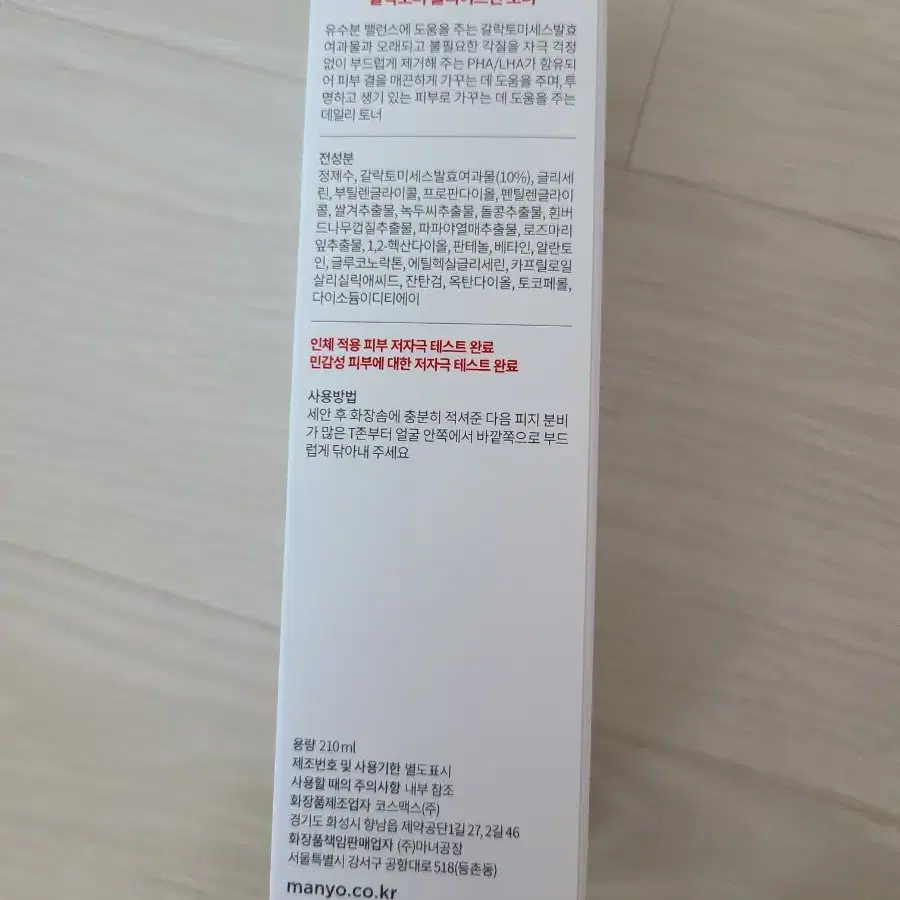 유수분 밸런스에 도움을 주는 갈락토미세스발효
여과물과 오래되고 불필요한 각질을 자극 걱정
없이 부드럽게 제거해 주는 PHA/LHA가 함유되
어 피부 결을 매끈하게 가꾸는 데 도움을 주며, 투
명하고 생기 있는 피부로 가꾸는 데 도움을 주는
데일리 토너
전성분
정제수, 갈락토미세스발효여과물(10%), 글리세
린, 부틸렌글라이콜, 프로판다이올, 펜틸렌글라이
콜, 쌀겨추출물, 녹두씨추출물, 돌콩추출물, 흰버
드나무껍질추출물, 파파야열매추출물, 로즈마리
잎추출물, 1,2-헥산다이올, 판테놀, 베타인, 알란토
인, 글루코노락톤, 에틸헥실글리세린, 카프릴로일
살리실릭애씨드, 잔탄검, 옥탄다이올, 토코페롤,
다이소듐이디티에이
인체 적용 피부 저자극 테스트 완료
민감성 피부에 대한 저자극 테스트 완료
사용방법
세안 후 화장솜에 충분히 적셔준 다음 피지 분비
가 많은 T존부터 얼굴 안쪽에서 바깥쪽으로 부드
럽게 닦아내 주세요
용량 210ml
제조번호 및 사용기한 별도표시
사용할 때의 주의사항 내부 참조
화장품제조업자 코스맥스(주)
경기도 화성시 향남읍 제약공단1길 27, 2길 46
화장품책임판매업자 (주)마녀공장
서울특별시 강서구 공항대로 518(등촌동)
manyo.co.kr